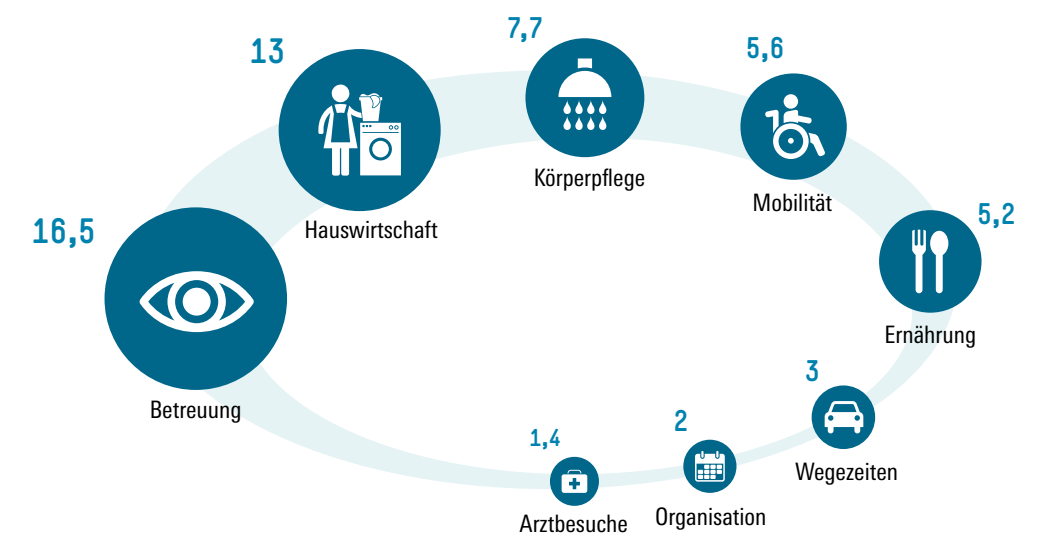 7,7
13
5,6
Körperpflege
Mobilität
Hauswirtschaft
16,5
5,2
Ernährung
Betreuung
3
Wegezeiten
2
Organisation
1,4
Arztbesuche